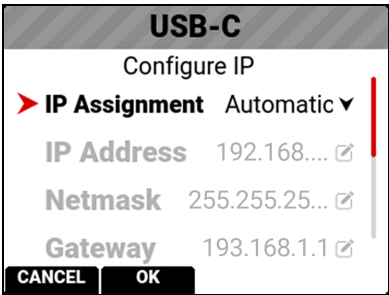 USB-C
Configure IP
IP Assignment Automatic
IP Address 192.168....
Netmask 255.255.25...
Gateway 193.168.1.1
CANCEL OK